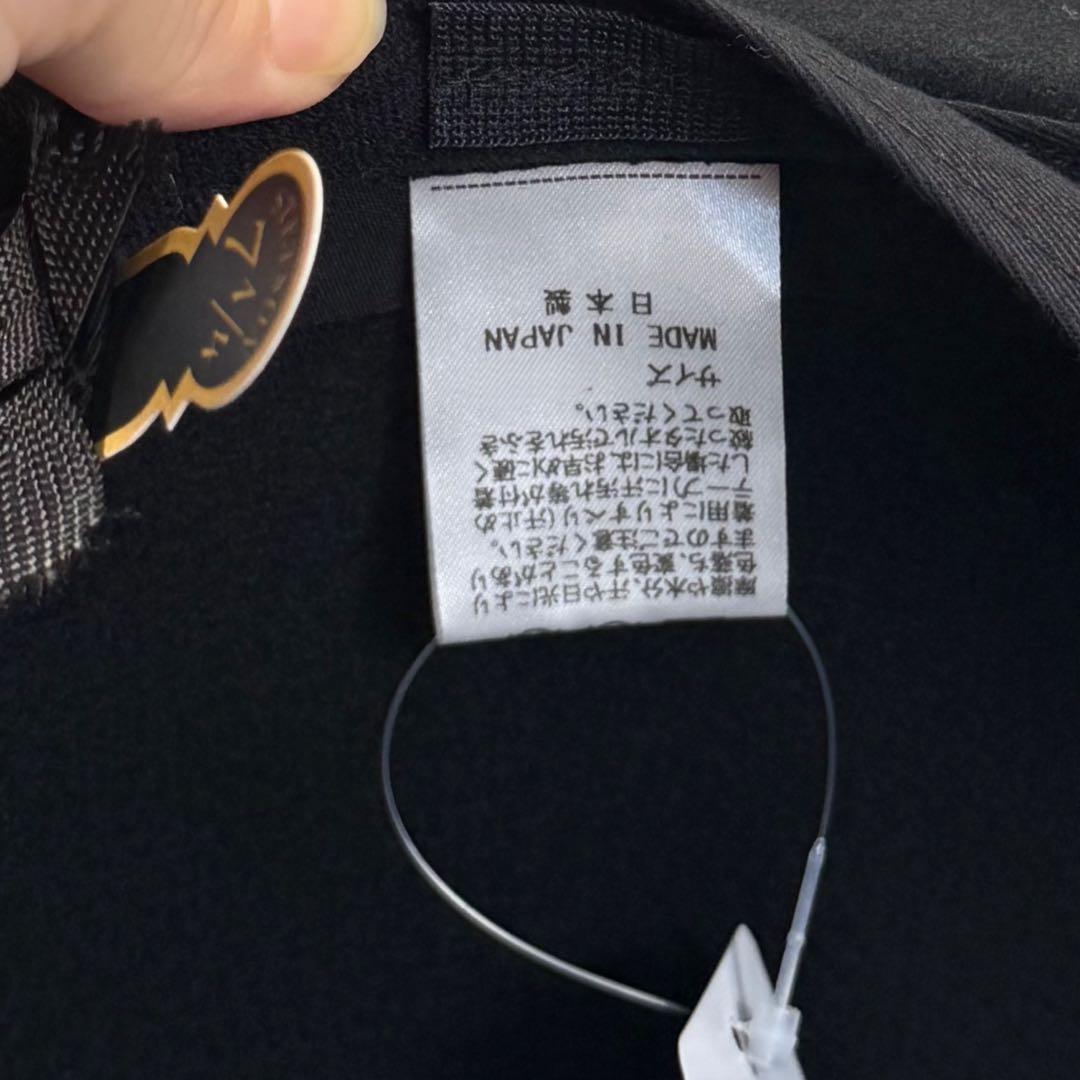 摩擦や水分、汗や日光により
色落ち、変色することがあり
ますのでご注意ください。
着用によりすべり(汗止め
テープ)に汗汚れ等が付着
した場合には、お早めに硬く
絞ったタオルで汚れをふき
取ってください。
サイズ
MADE IN JAPAN
日本製